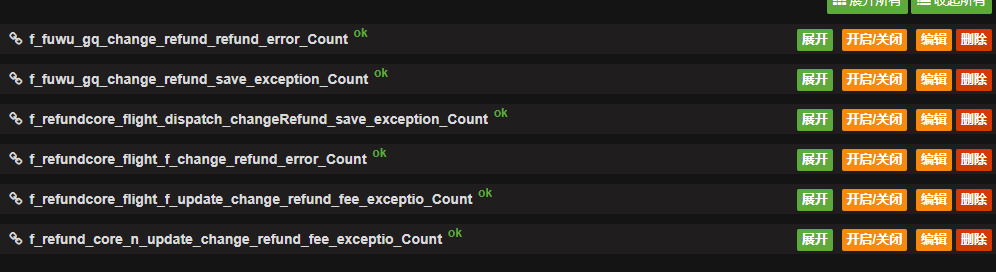 展开所有 收起所有
f_fuwu_gq_change_refund_refund_error_Count ok 展开 开启/关闭 编辑 删除
f_fuwu_gq_change_refund_save_exception_Count ok 展开 开启/关闭 编辑 删除
f_refundcore_flight_dispatch_changeRefund_save_exception_Count ok 展开 开启/关闭 编辑 删除
f_refundcore_flight_f_change_refund_error_Count ok 展开 开启/关闭 编辑 删除
f_refundcore_flight_f_update_change_refund_fee_exceptio_Count ok 展开 开启/关闭 编辑 删除
f_refund_core_n_update_change_refund_fee_exceptio_Count ok 展开 开启/关闭 编辑 删除